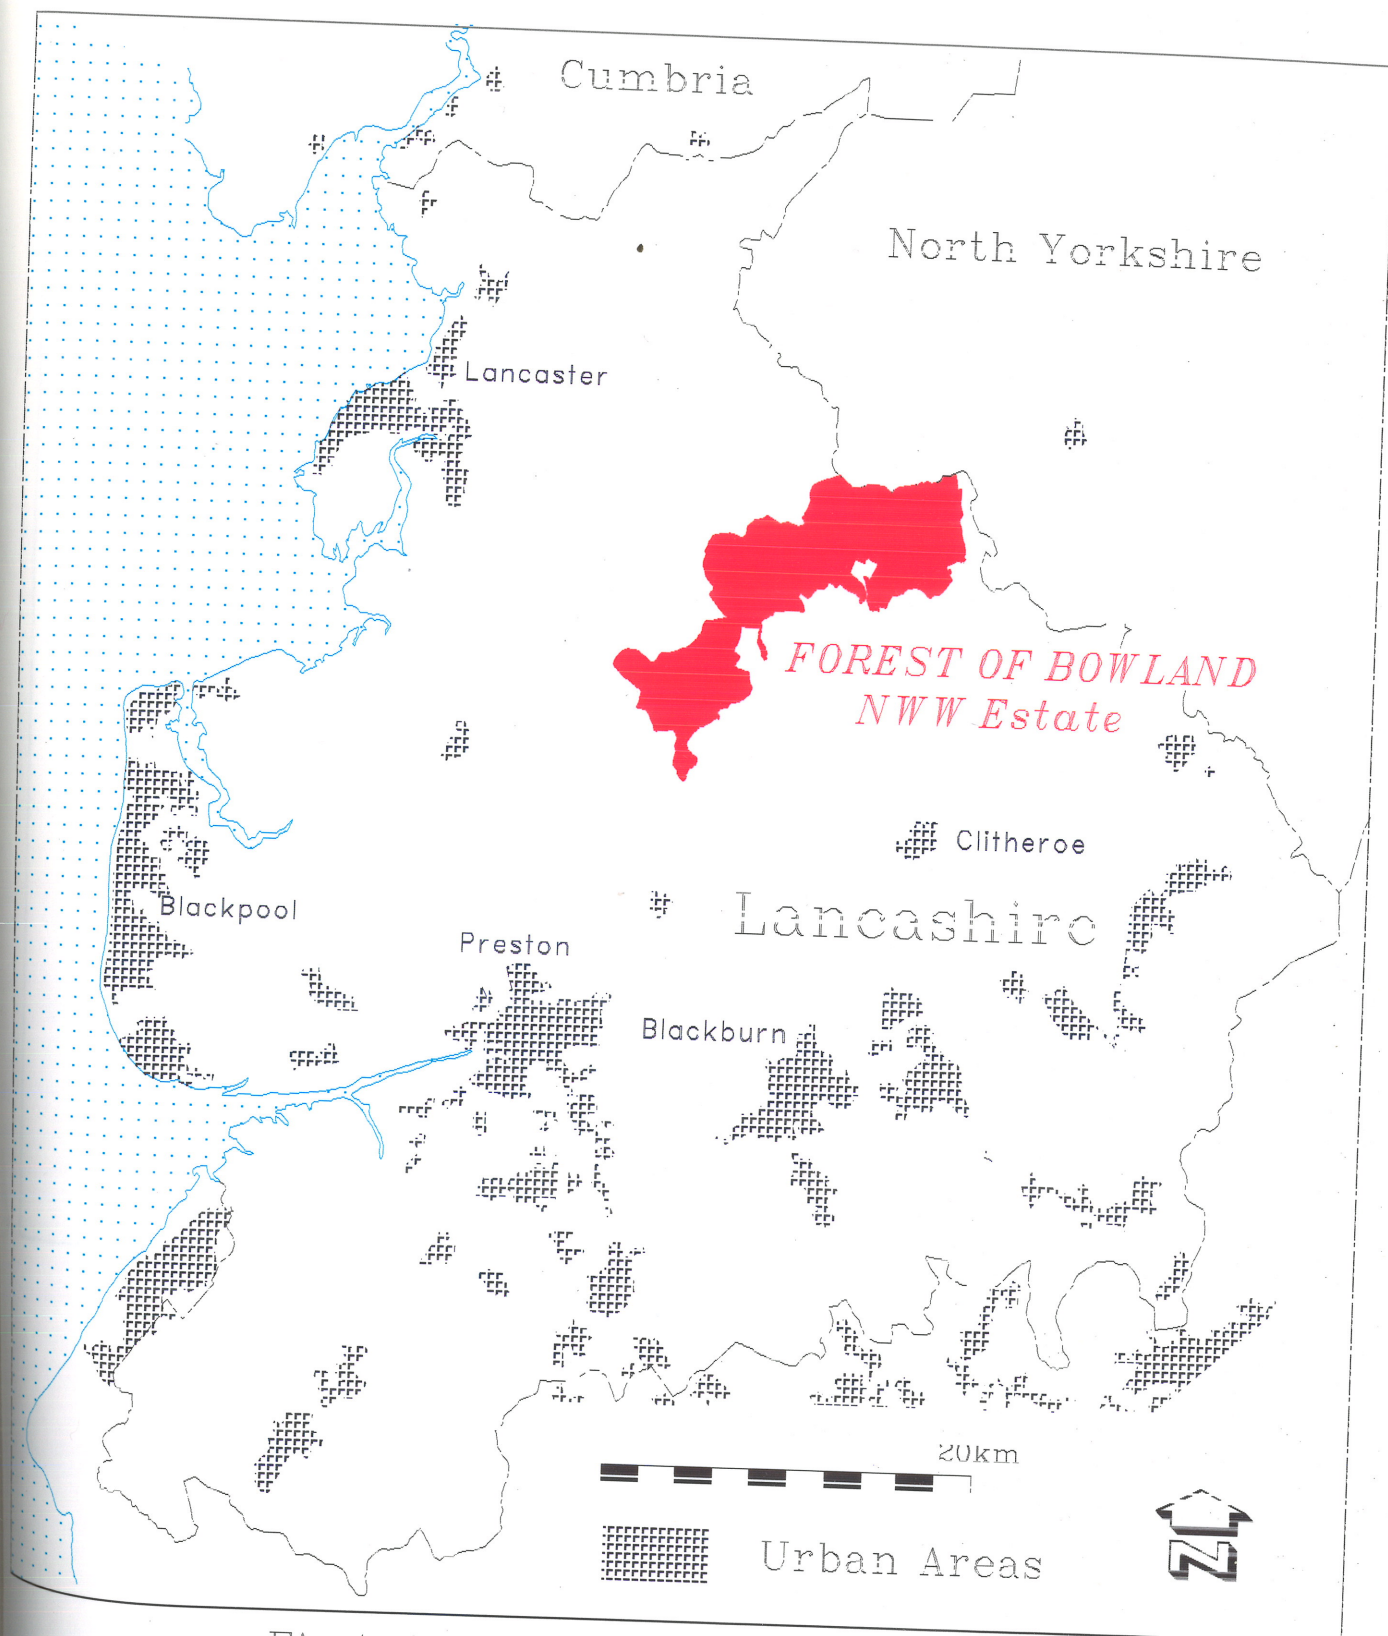 Cumbria
North Yorkshire
Lancaster
FOREST OF BOWLAND
NWW Estate
Clitheroe
Blackpool
Lancashire
Preston
Blackburn
20km
Urban Areas
N